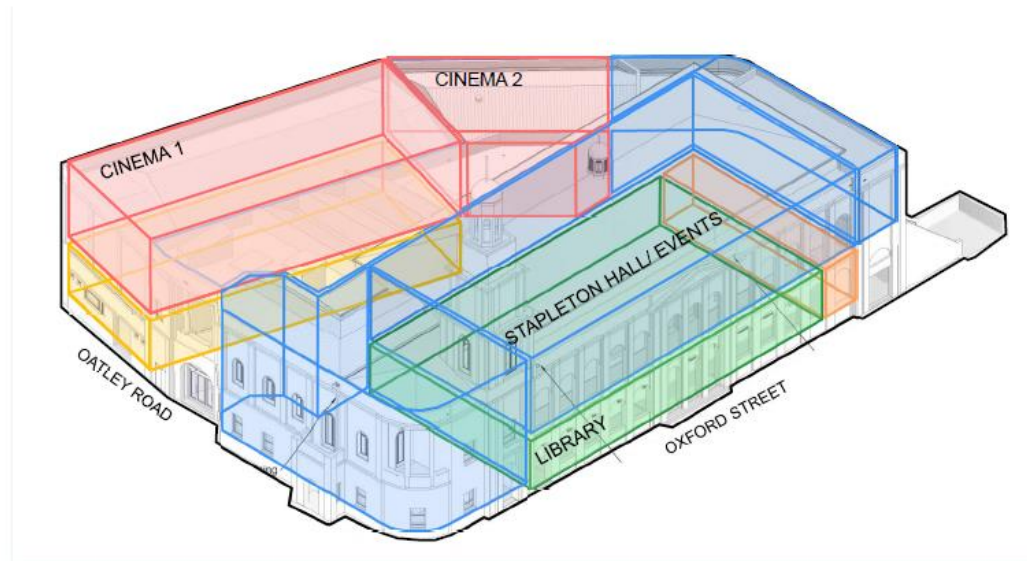 CINEMA 2
CINEMA 1
STAPLETON HALL/ EVENTS
OATLEY ROAD
LIBRARY
OXFORD STREET